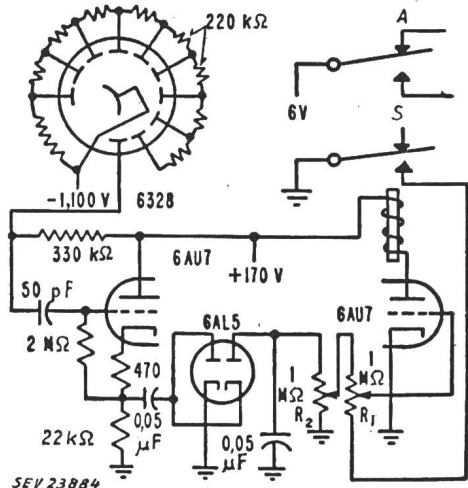 220 kΩ
A
6V
S
-1,100 V
6328
330 kΩ
6AU7
+170 V
50 pF
6AL5
6AU7
2 MΩ
470
1 MΩ
R₂
1 MΩ
R₁
22 kΩ
0,05 μF
0,05 μF
SEV 23884